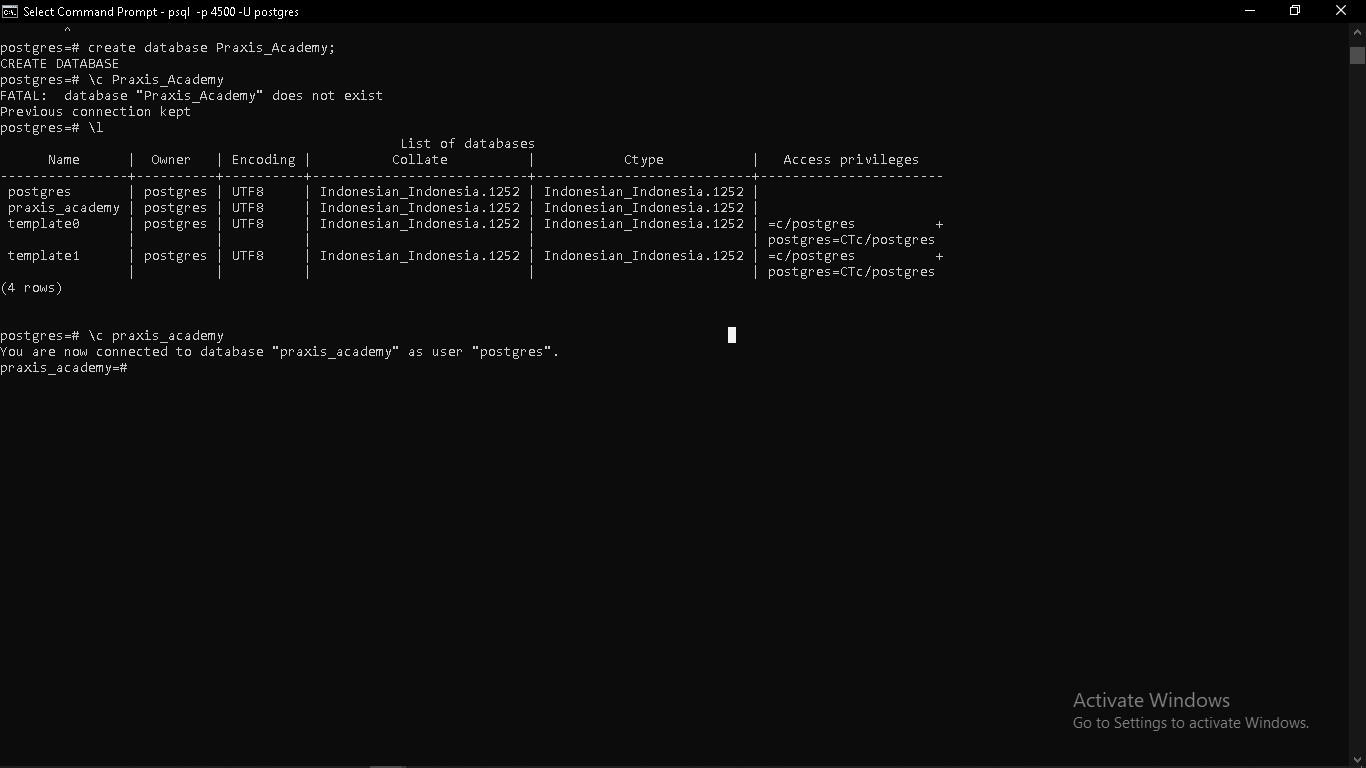 Select Command Prompt - psql -p 4500 -U postgres
^
postgres=# create database Praxis_Academy;
CREATE DATABASE
postgres=# \c Praxis_Academy
FATAL:  database "Praxis_Academy" does not exist
Previous connection kept
postgres=# \l
                                                  List of databases
      Name      |  Owner   | Encoding |          Collate          |           Ctype           |   Access privileges
----------------+----------+----------+---------------------------+---------------------------+-----------------------
 postgres       | postgres | UTF8     | Indonesian_Indonesia.1252 | Indonesian_Indonesia.1252 |
 praxis_academy | postgres | UTF8     | Indonesian_Indonesia.1252 | Indonesian_Indonesia.1252 |
 template0      | postgres | UTF8     | Indonesian_Indonesia.1252 | Indonesian_Indonesia.1252 | =c/postgres          +
                |          |          |                           |                           | postgres=CTc/postgres
 template1      | postgres | UTF8     | Indonesian_Indonesia.1252 | Indonesian_Indonesia.1252 | =c/postgres          +
                |          |          |                           |                           | postgres=CTc/postgres
(4 rows)
postgres=# \c praxis_academy
You are now connected to database "praxis_academy" as user "postgres".
praxis_academy=#
Activate Windows
Go to Settings to activate Windows.